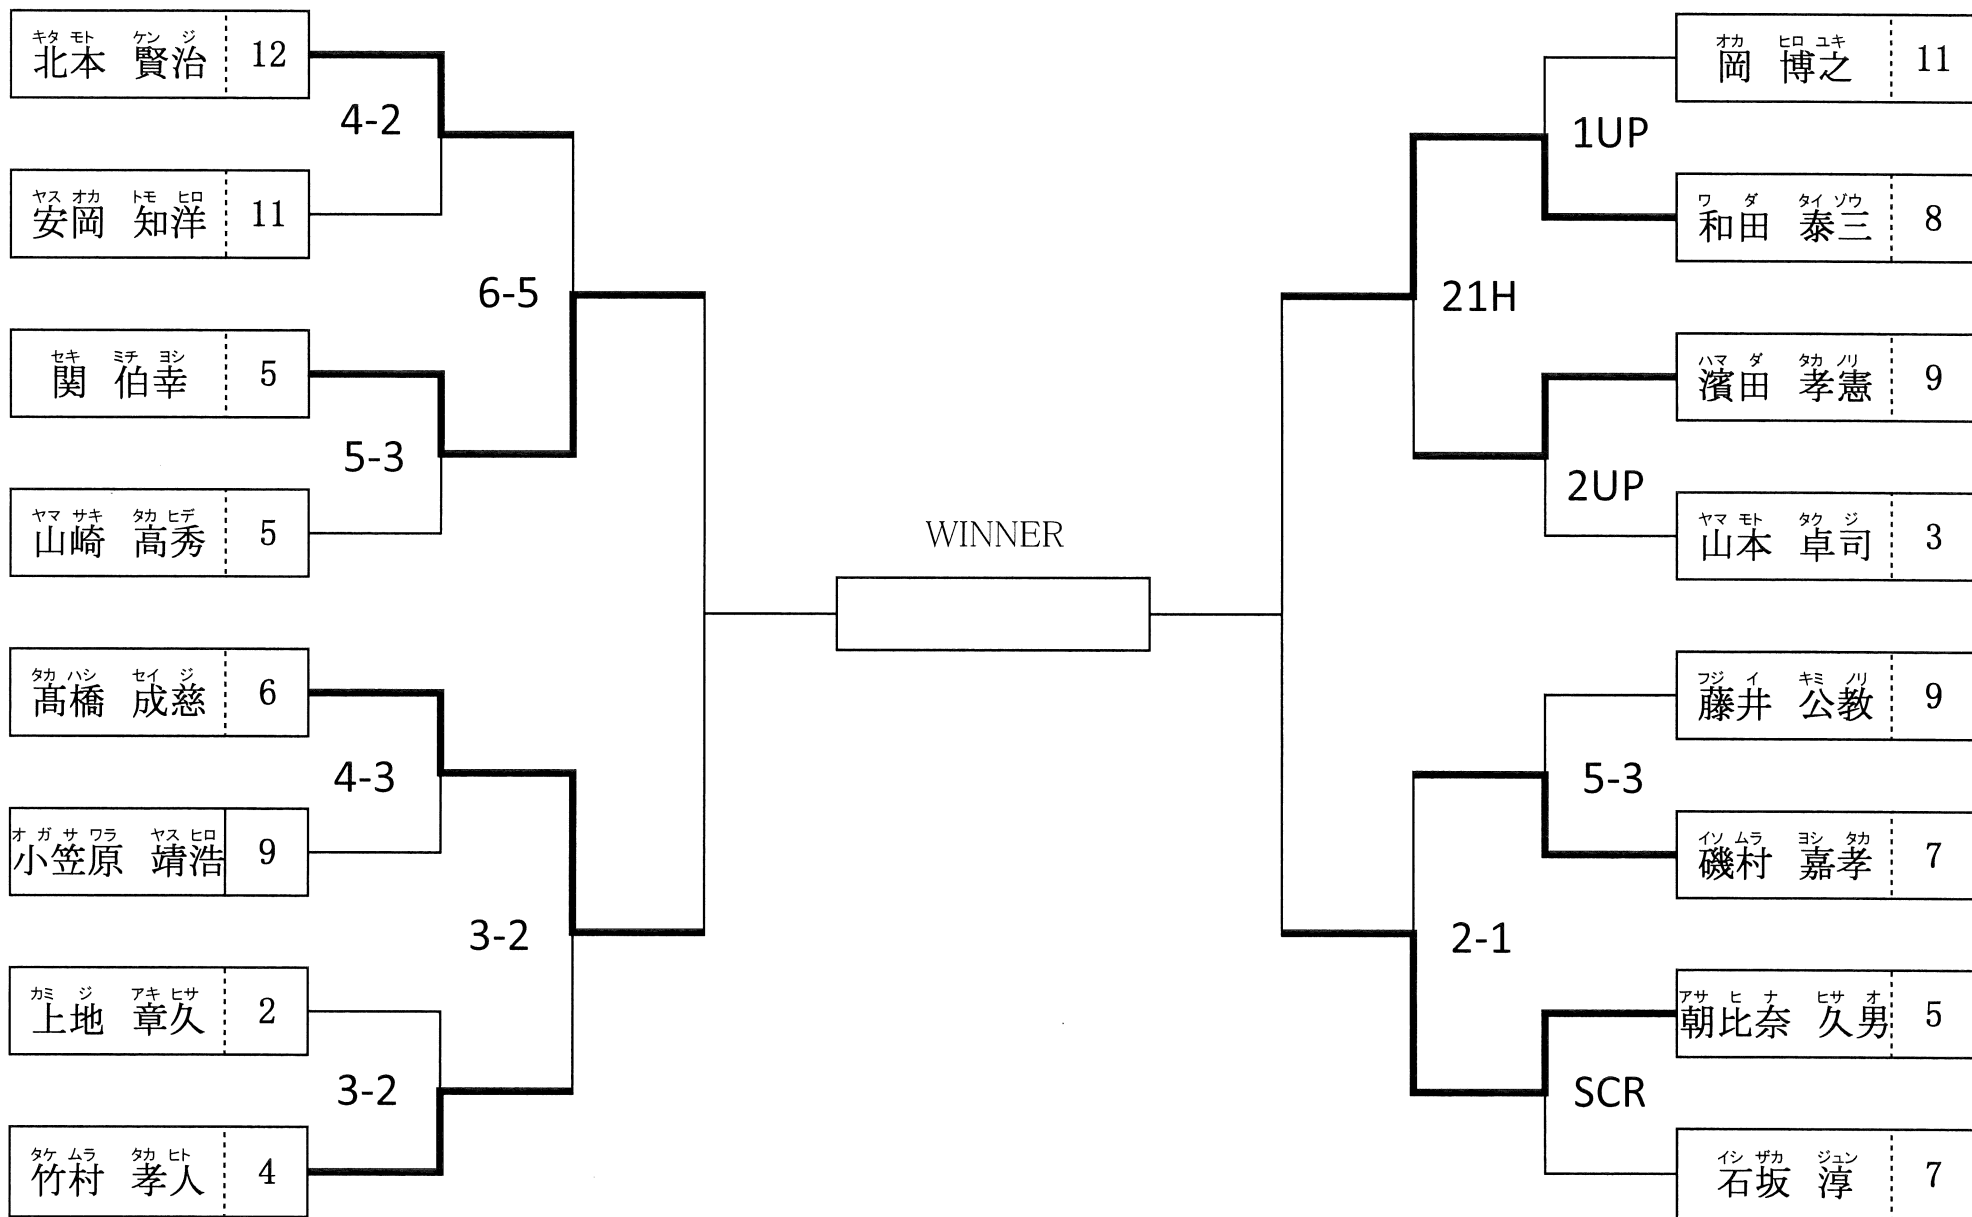 キタ モト ケン ジ
北本 賢治 12
4-2
ヤス オカ トモ ヒロ
安岡 知洋 11
6-5
セキ ミチ ヨシ
関 伯幸 5
5-3
ヤマ サキ タカ ヒデ
山崎 高秀 5
タカ ハシ セイ ジ
髙橋 成慈 6
4-3
オ ガ サ ワラ ヤス ヒロ
小笠原 靖浩 9
3-2
カミ ジ アキ ヒサ
上地 章久 2
3-2
タケ ムラ タカ ヒト
竹村 孝人 4
WINNER
オカ ヒロ ユキ
岡 博之 11
1UP
ワ ダ タイ ゾウ
和田 泰三 8
21H
ハマ ダ タカ ノリ
濱田 孝憲 9
2UP
ヤマ モト タク ジ
山本 卓司 3
フジ イ キミ ノリ
藤井 公教 9
5-3
イソ ムラ ヨシ タカ
磯村 嘉孝 7
2-1
アサ ヒ ナ ヒサ オ
朝比奈 久男 5
SCR
イシ ザカ ジュン
石坂 淳 7